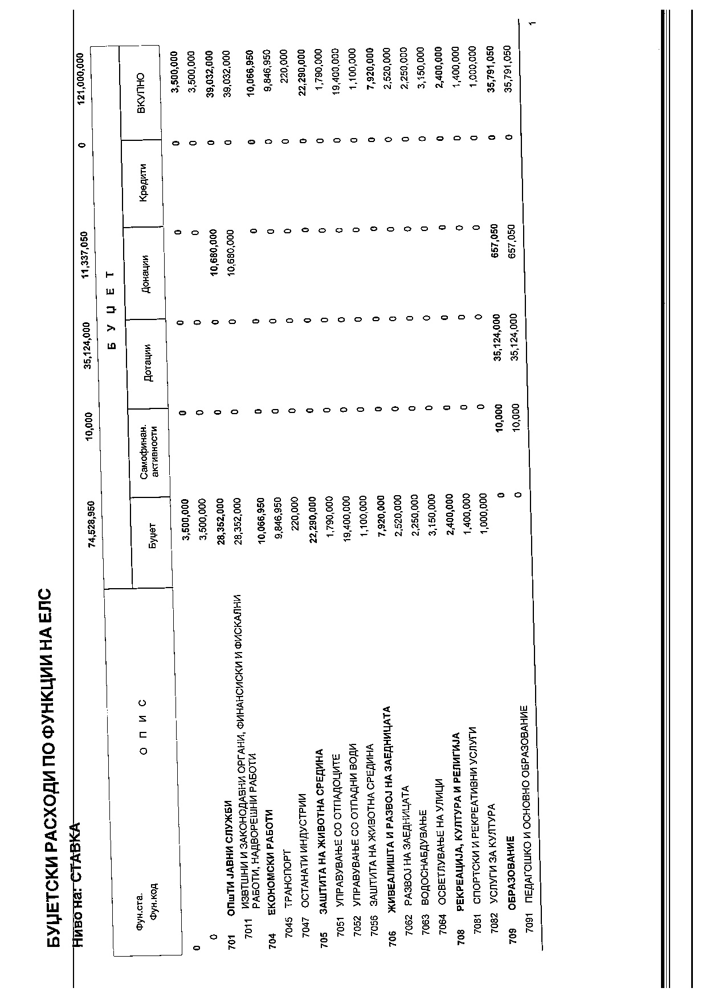 БУЏЕТСКИ РАСХОДИ ПО ФУНКЦИИ НА ЕЛС
Ниво на: СТАВКА
74,528,950 10,000 35,124,000 11,337,050 0 121,000,000
Б У Џ Е Т
Фун.ста. О П И С
Фун.код
Буџет Самофинан. активности Дотации Донации Кредити ВКУПНО
0 3,500,000 0 0 0 0 3,500,000
0 3,500,000 0 0 0 0 3,500,000
701 ОПШТИ ЈАВНИ СЛУЖБИ 28,352,000 0 0 10,680,000 0 39,032,000
7011 ИЗВТШНИ И ЗАКОНОДАВНИ ОРГАНИ, ФИНАНСИСКИ И ФИСКАЛНИ 28,352,000 0 0 10,680,000 0 39,032,000
РАБОТИ, НАДВОРЕШНИ РАБОТИ
704 ЕКОНОМСКИ РАБОТИ 10,066,950 0 0 0 0 10,066,950
7045 ТРАНСПОРТ 9,846,950 0 0 0 0 9,846,950
7047 ОСТАНАТИ ИНДУСТРИИ 220,000 0 0 0 0 220,000
705 ЗАШТИТА НА ЖИВОТНА СРЕДИНА 22,290,000 0 0 0 0 22,290,000
7051 УПРАВУВАЊЕ СО ОТПАДОЦИТЕ 1,790,000 0 0 0 0 1,790,000
7052 УПРАВУВАЊЕ СО ОТПАДНИ ВОДИ 19,400,000 0 0 0 0 19,400,000
7056 ЗАШТИТА НА ЖИВОТНА СРЕДИНА 1,100,000 0 0 0 0 1,100,000
706 ЖИВЕАЛИШТА И РАЗВОЈ НА ЗАЕДНИЦАТА 7,920,000 0 0 0 0 7,920,000
7062 РАЗВОЈ НА ЗАЕДНИЦАТА 2,520,000 0 0 0 0 2,520,000
7063 ВОДОСНАБДУВАЊЕ 2,250,000 0 0 0 0 2,250,000
7064 ОСВЕТЛУВАЊЕ НА УЛИЦИ 3,150,000 0 0 0 0 3,150,000
708 РЕКРЕАЦИЈА, КУЛТУРА И РЕЛИГИЈА 2,400,000 0 0 0 0 2,400,000
7081 СПОРТСКИ И РЕКРЕАТИВНИ УСЛУГИ 1,400,000 0 0 0 0 1,400,000
7082 УСЛУГИ ЗА КУЛТУРА 1,000,000 0 0 0 0 1,000,000
709 ОБРАЗОВАНИЕ 0 10,000 35,124,000 657,050 0 35,791,050
7091 ПЕДАГОШКО И ОСНОВНО ОБРАЗОВАНИЕ 0 10,000 35,124,000 657,050 0 35,791,050
1